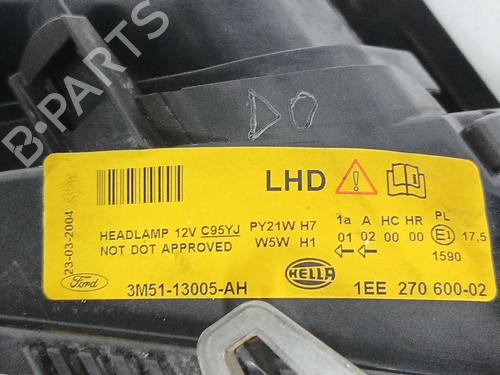 B-PARTS
DO
LHD
1a A HC HR PL
HEADLAMP 12V C95YJ PY21W H7
01 02 00 00 E1 17,5
NOT DOT APPROVED W5W H1
1590
23-03-2004
Ford
HELLA
3M51-13005-AH
1EE 270 600-02